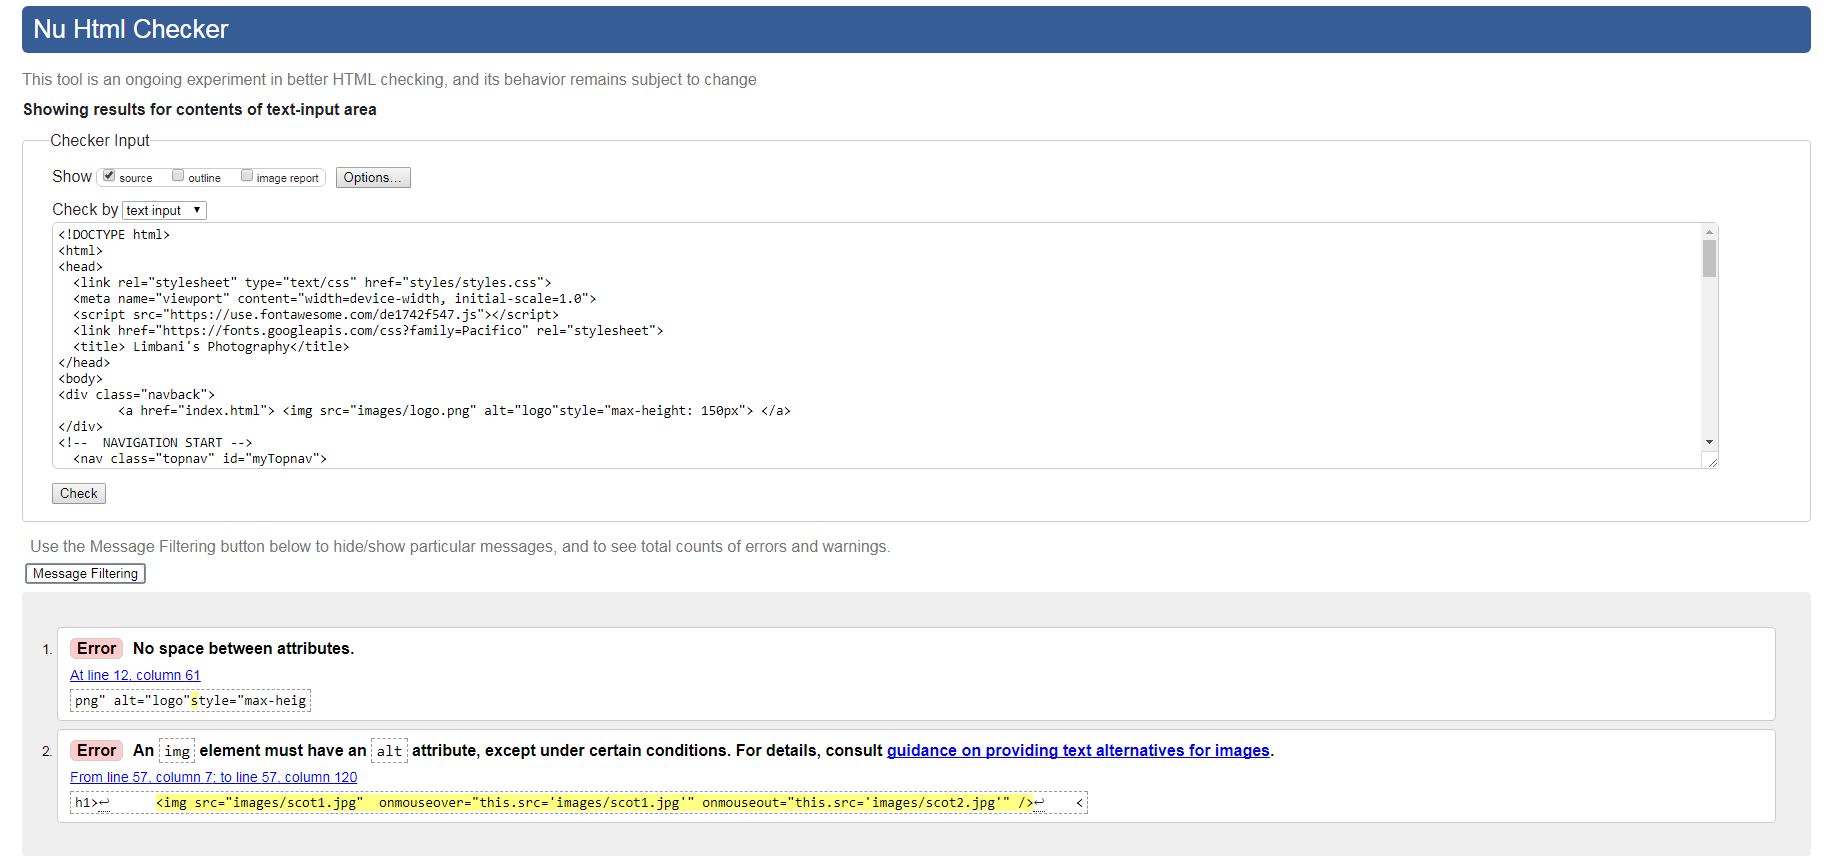 Nu Html Checker
This tool is an ongoing experiment in better HTML checking, and its behavior remains subject to change
Showing results for contents of text-input area
Checker Input
Show source outline image report Options...
Check by text input
<!DOCTYPE html>
<html>
<head>
  <link rel="stylesheet" type="text/css" href="styles/styles.css">
  <meta name="viewport" content="width=device-width, initial-scale=1.0">
  <script src="https://use.fontawesome.com/de1742f547.js"></script>
  <link href="https://fonts.googleapis.com/css?family=Pacifico" rel="stylesheet">
  <title> Limbani's Photography</title>
</head>
<body>
<div class="navback">
        <a href="index.html"> <img src="images/logo.png" alt="logo"style="max-height: 150px"> </a>
</div>
<!--  NAVIGATION START -->
  <nav class="topnav" id="myTopnav">
Check
Use the Message Filtering button below to hide/show particular messages, and to see total counts of errors and warnings.
Message Filtering
1. Error No space between attributes.
At line 12, column 61
png" alt="logo"style="max-heig
2. Error An img element must have an alt attribute, except under certain conditions. For details, consult guidance on providing text alternatives for images.
From line 57, column 7; to line 57, column 120
h1>↩      <img src="images/scot1.jpg"  onmouseover="this.src='images/scot1.jpg'" onmouseout="this.src='images/scot2.jpg'" />↩    <